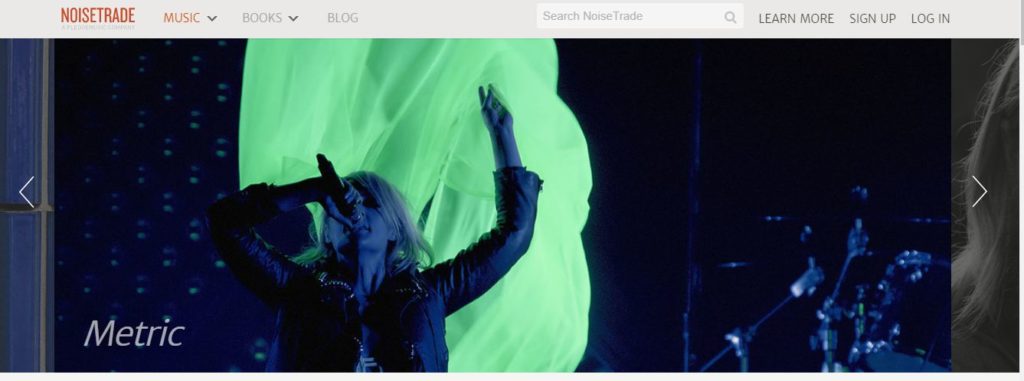 NOISETRADE
A PLEDGEMUSIC COMPANY
MUSIC
BOOKS
BLOG
Search NoiseTrade
LEARN MORE
SIGN UP
LOG IN
Metric